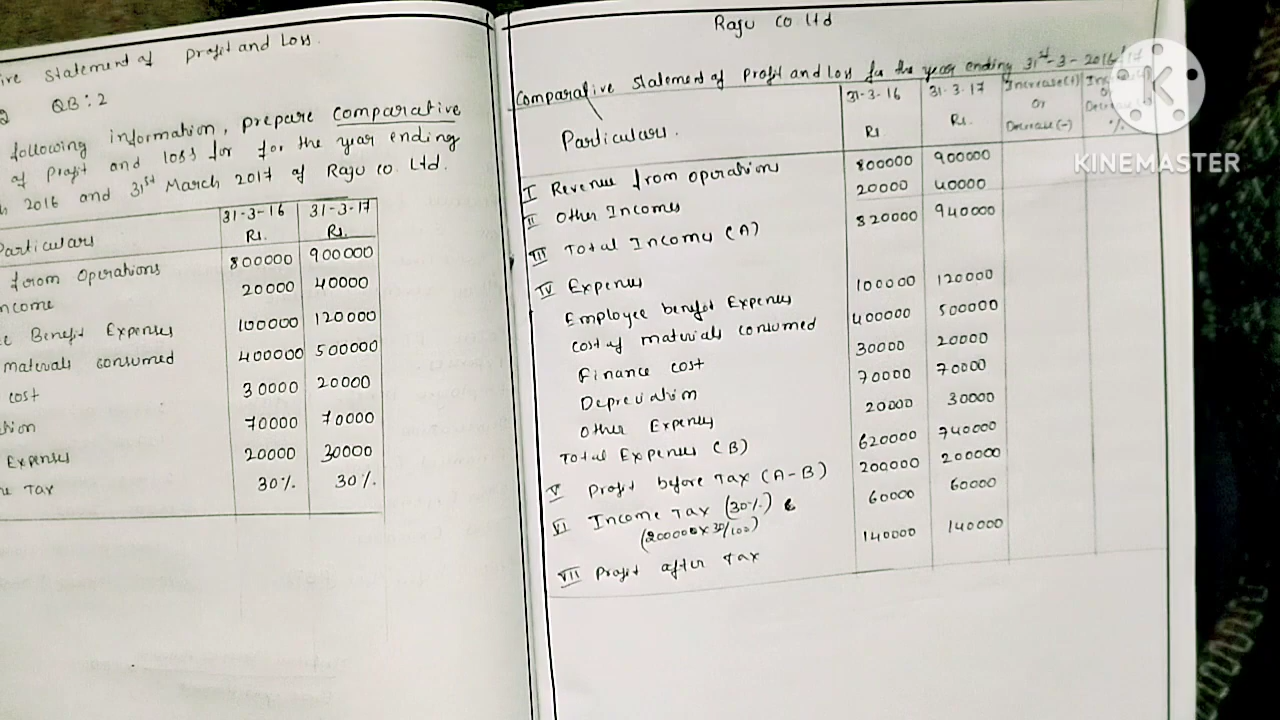 ive statement of Profit and Loss.
QB:2
following information, prepare comparative
of Profit and loss for for the year ending
2016 and 31st March 2017 of Raju co. Ltd.
Particulars 31-3-16 Rs. 31-3-17 Rs.
from Operations 800000 900000
ncome 20000 40000
Benefit Expenses 100000 120000
materials consumed 400000 500000
cost 30000 20000
tion 70000 70000
Expenses 20000 30000
Tax 30% 30%
Raju co Ltd
Comparative statement of Profit and Loss for the year ending 31st-3-2016/17
Particulars. 31-3-16 Rs. 31.3.17 Rs. Increase(+) Or Decrease(-)
I Revenue from operations 800000 900000
II Other Incomes 20000 40000
III Total Income (A) 820000 940000
IV Expenses
Employee benefit Expenses 100000 120000
cost of materials consumed 400000 500000
Finance cost 30000 20000
Depreciation 70000 70000
Other Expenses 20000 30000
Total Expenses (B) 620000 740000
V Profit before Tax (A-B) 200000 200000
VI Income Tax (30%) 60000 60000
(200000 x 30/100)
VII Profit after Tax 140000 140000
K
KINEMASTER